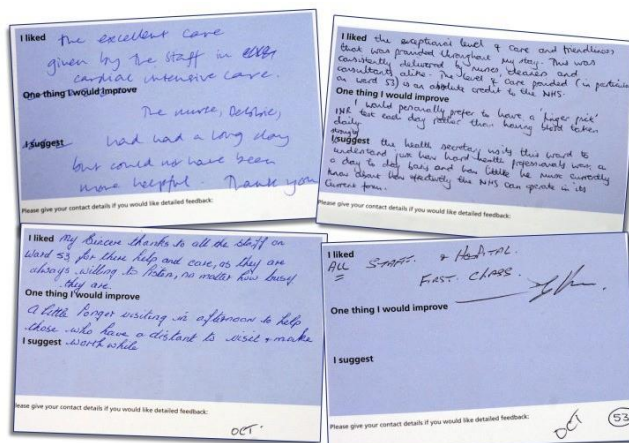 I liked the excellent care
given by the staff in
cardiac intensive care.
One thing I would improve
The nurse, Debbie,
I suggest had had a long day
but could not have been
more helpful. Thank you
Please give your contact details if you would like detailed feedback:
I liked the exceptional level of care and friendliness
that was provided throughout my stay. This was
consistently delivered by nurses, cleaners and
consultants alike. The level of care provided (in particular
on ward 53) is an absolute credit to the NHS.
One thing I would improve
I would personally prefer to have a 'finger prick'
INR test each day rather than having blood taken
daily
I suggest the health secretary visits this ward to
understand just how hard health professionals work on
a day to day basis and how little he must currently
know about how effectively the NHS can operate in its
current form.
Please give your contact details if you would like detailed feedback:
I liked My Sincere thanks to all the staff on
Ward 53 for there help and care, as they are
always willing to listen, no matter how busy
they are.
One thing I would improve
A little longer visiting in afternoon to help
those who have a distant to visit & make
I suggest worth while
Please give your contact details if you would like detailed feedback:
OCT.
I liked
ALL STAFF. & HOSPITAL.
FIRST. CLASS.
One thing I would improve
I suggest
Please give your contact details if you would like detailed feedback:
OCT 53